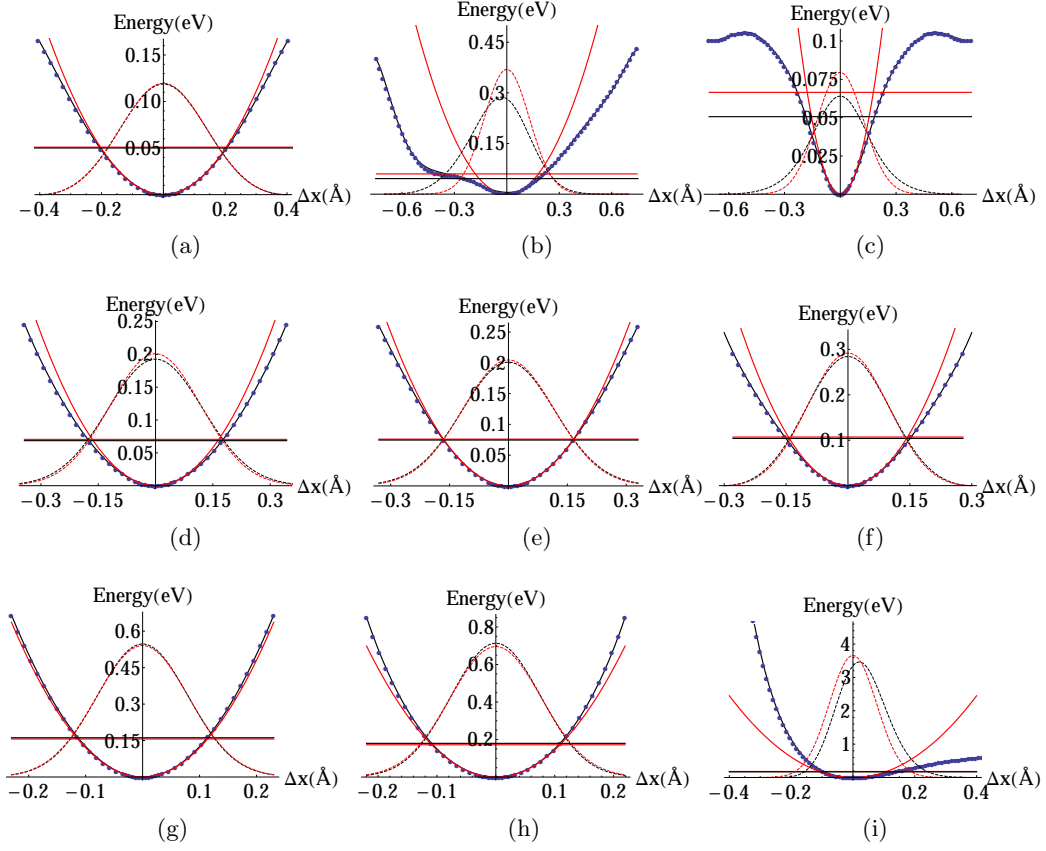 Energy(eV)
0.15
0.10
0.05
−0.4 −0.2 0.2 0.4 Δx(Å)
(a)
Energy(eV)
0.45
0.3
0.15
−0.6 −0.3 0.3 0.6 Δx(Å)
(b)
Energy(eV)
0.1
0.075
0.05
0.025
−0.6 −0.3 0.3 0.6 Δx(Å)
(c)
Energy(eV)
0.25
0.2
0.15
0.1
0.05
−0.3 −0.15 0.15 0.3 Δx(Å)
(d)
Energy(eV)
0.25
0.2
0.15
0.1
0.05
−0.3 −0.15 0.15 0.3 Δx(Å)
(e)
Energy(eV)
0.3
0.2
0.1
−0.3 −0.15 0.15 0.3 Δx(Å)
(f)
Energy(eV)
0.6
0.45
0.3
0.15
−0.2 −0.1 0.1 0.2 Δx(Å)
(g)
Energy(eV)
0.8
0.6
0.4
0.2
−0.2 −0.1 0.1 0.2 Δx(Å)
(h)
Energy(eV)
4
3
2
1
−0.4 −0.2 0.2 0.4 Δx(Å)
(i)